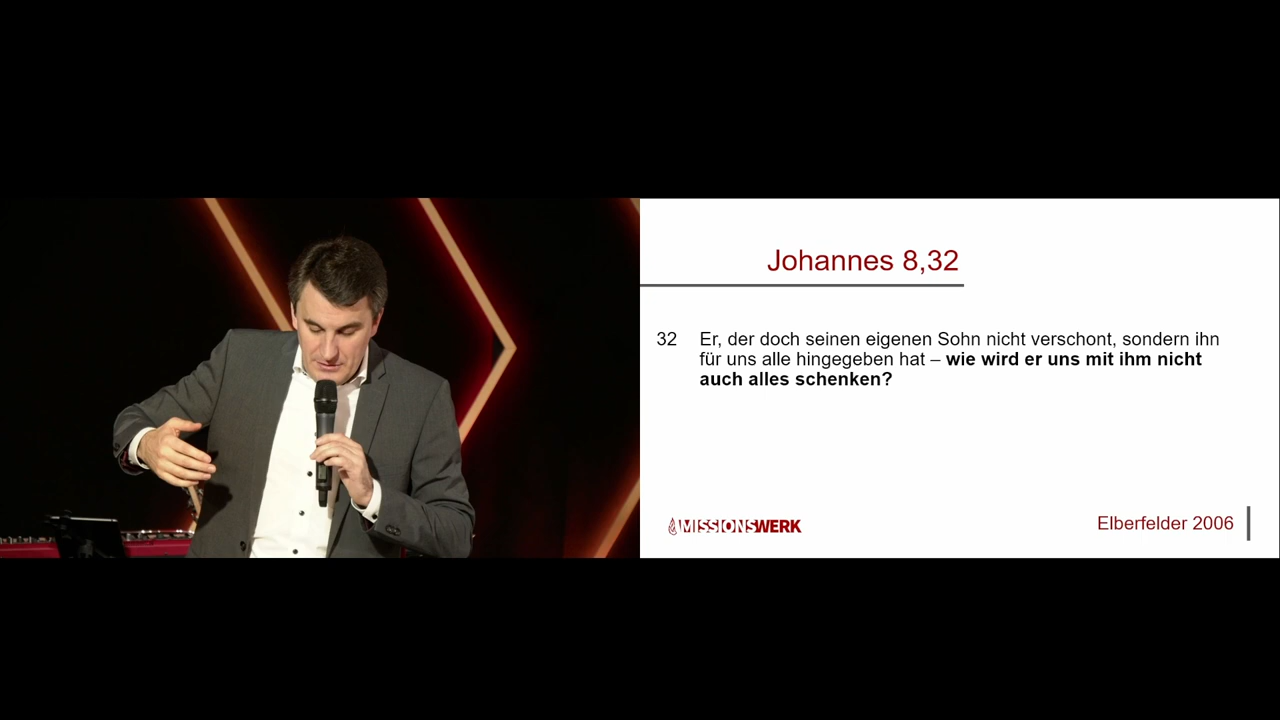 Johannes 8,32
32 Er, der doch seinen eigenen Sohn nicht verschont, sondern ihn
für uns alle hingegeben hat – wie wird er uns mit ihm nicht
auch alles schenken?
MISSIONSWERK
Elberfelder 2006